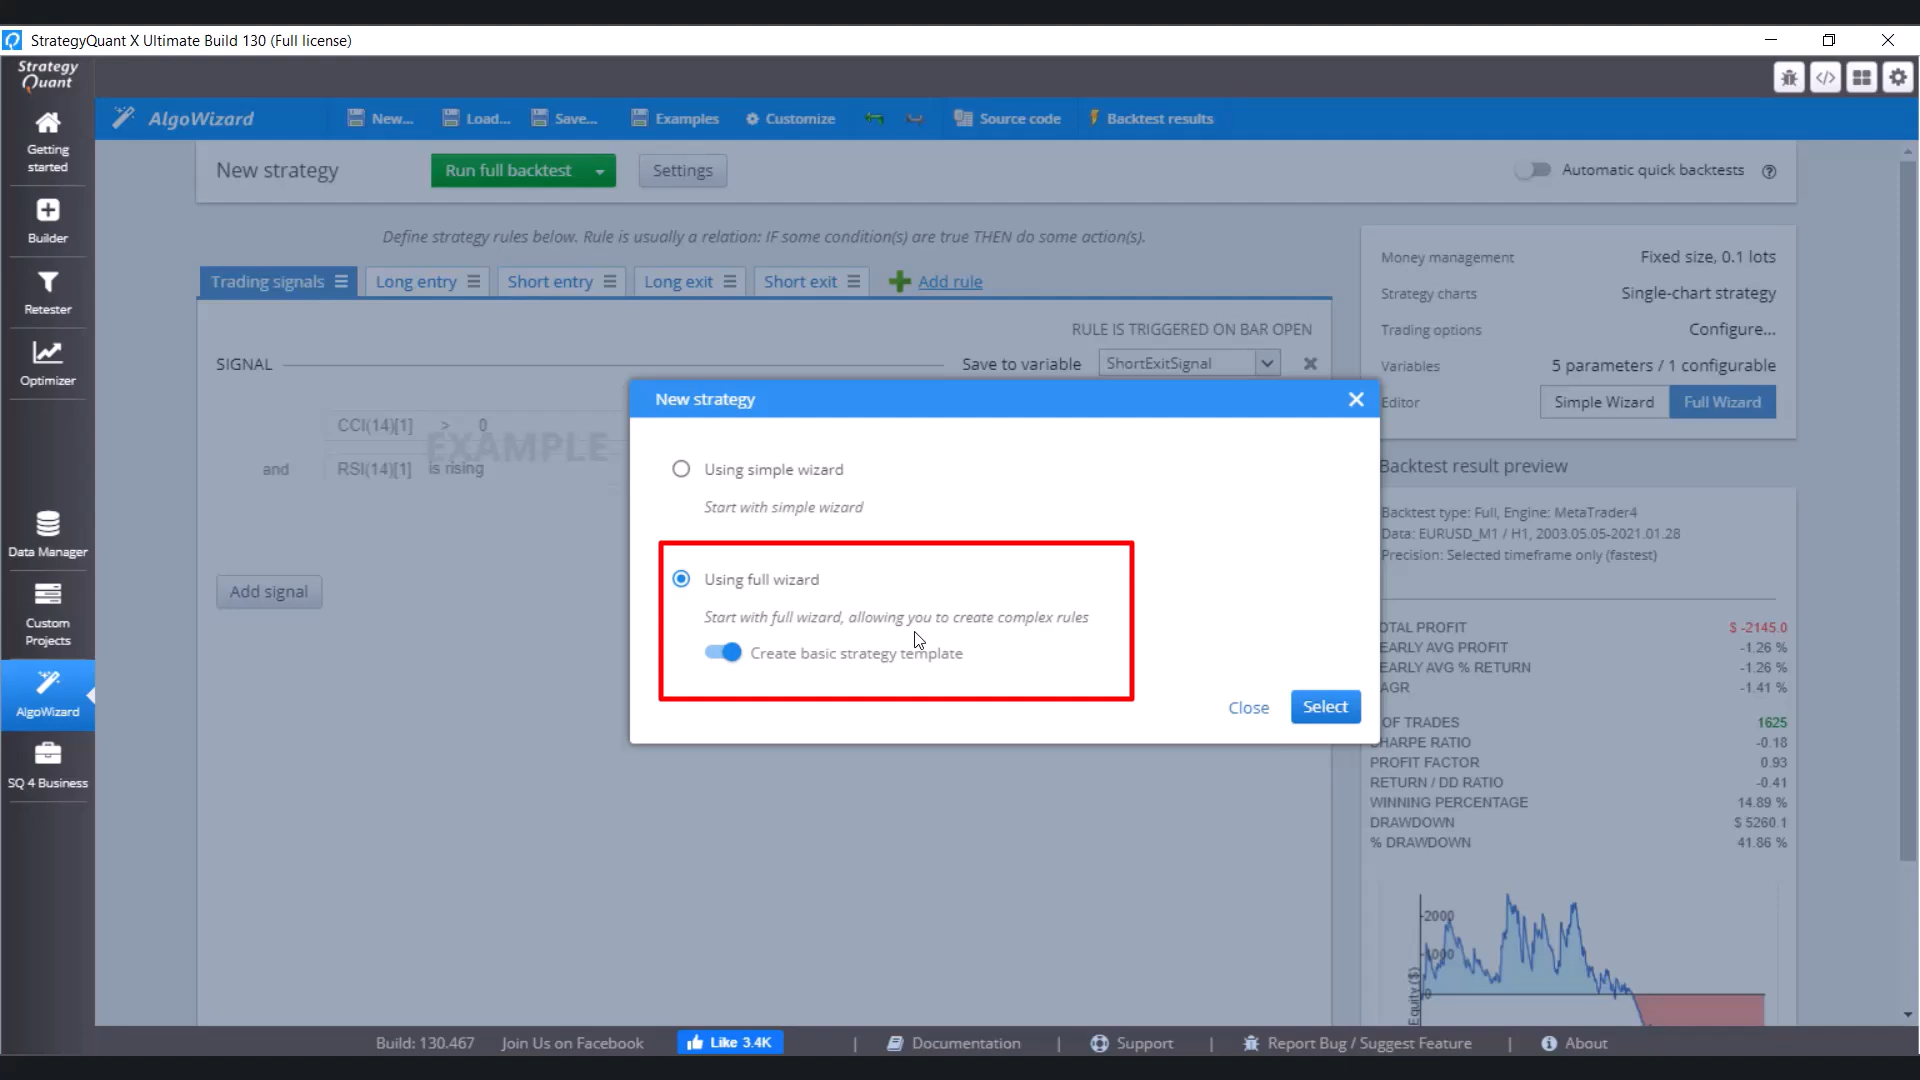 StrategyQuant X Ultimate Build 130 (Full license)
Strategy
Quant
Getting
started
Builder
Retester
Optimizer
Data Manager
Custom
Projects
AlgoWizard
SQ 4 Business
AlgoWizard
New...
Load...
Save...
Examples
Customize
Source code
Backtest results
New strategy
Run full backtest
Settings
Automatic quick backtests
Define strategy rules below. Rule is usually a relation: IF some condition(s) are true THEN do some action(s).
Trading signals
Long entry
Short entry
Long exit
Short exit
Add rule
RULE IS TRIGGERED ON BAR OPEN
SIGNAL
Save to variable
ShortExitSignal
CCI(14)[1] > 0
EXAMPLE
and RSI(14)[1] is rising
Add signal
New strategy
Using simple wizard
Start with simple wizard
Using full wizard
Start with full wizard, allowing you to create complex rules
Create basic strategy template
Close
Select
Money management Fixed size, 0.1 lots
Strategy charts Single-chart strategy
Trading options Configure...
Variables 5 parameters / 1 configurable
Editor Simple Wizard Full Wizard
Backtest result preview
Backtest type: Full, Engine: MetaTrader4
Data: EURUSD_M1 / H1, 2003.05.05-2021.01.28
Precision: Selected timeframe only (fastest)
OTAL PROFIT $ -2145.0
EARLY AVG PROFIT -1.26 %
EARLY AVG % RETURN -1.26 %
AGR -1.41 %
OF TRADES 1625
SHARPE RATIO -0.18
PROFIT FACTOR 0.93
RETURN / DD RATIO -0.41
WINNING PERCENTAGE 14.89 %
DRAWDOWN $ 5260.1
% DRAWDOWN 41.86 %
2000
1000
0
Equity ($)
Build: 130.467
Join Us on Facebook
Like 3.4K
|
Documentation
|
Support
|
Report Bug / Suggest Feature
|
About